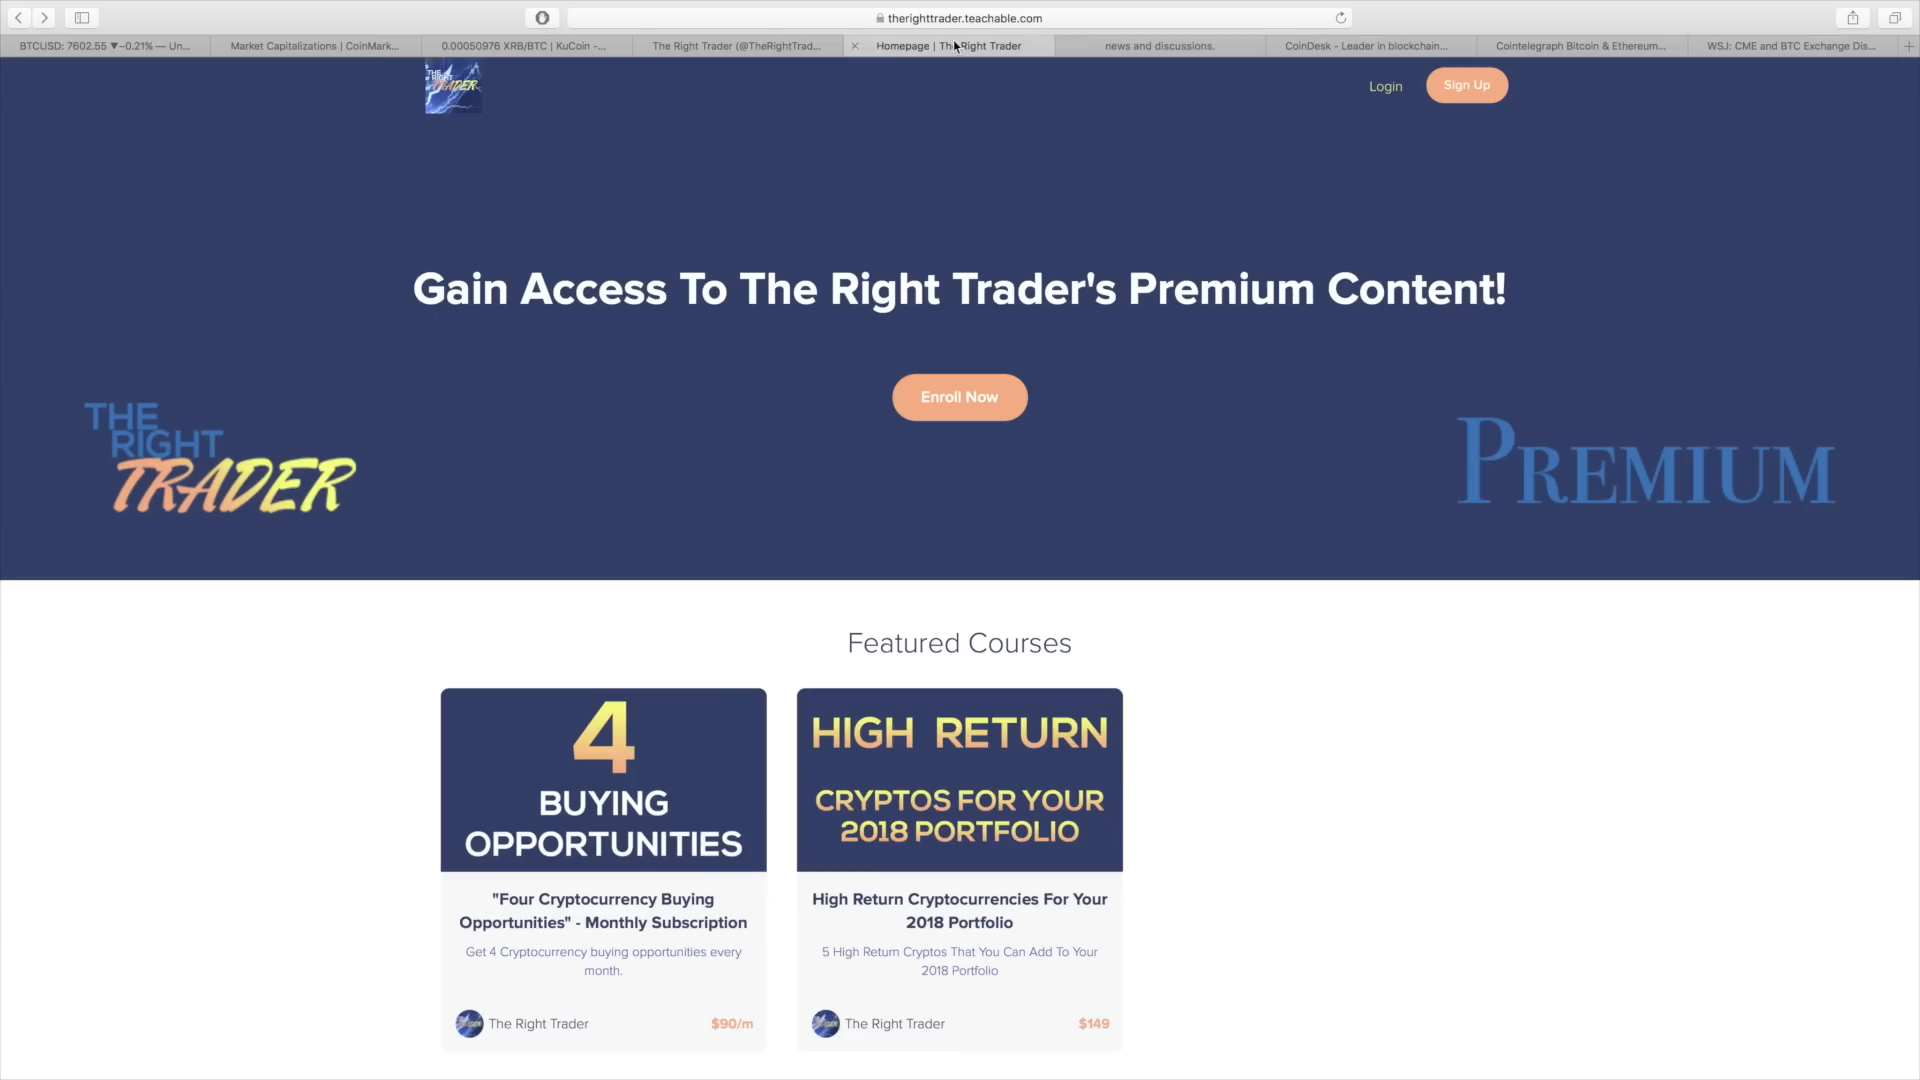 therighttrader.teachable.com
BTCUSD: 7602.55 ▼−0.21% — Un...
Market Capitalizations | CoinMark...
0.00050976 XRB/BTC | KuCoin -...
The Right Trader (@TheRightTrad...
Homepage | The Right Trader
news and discussions.
CoinDesk - Leader in blockchain...
Cointelegraph Bitcoin & Ethereum...
WSJ: CME and BTC Exchange Dis...
THE
RIGHT
TRADER
Login
Sign Up
Gain Access To The Right Trader's Premium Content!
Enroll Now
THE
RIGHT
TRADER
PREMIUM
Featured Courses
4
BUYING
OPPORTUNITIES
"Four Cryptocurrency Buying
Opportunities" - Monthly Subscription
Get 4 Cryptocurrency buying opportunities every
month.
The Right Trader
$90/m
HIGH RETURN
CRYPTOS FOR YOUR
2018 PORTFOLIO
High Return Cryptocurrencies For Your
2018 Portfolio
5 High Return Cryptos That You Can Add To Your
2018 Portfolio
The Right Trader
$149